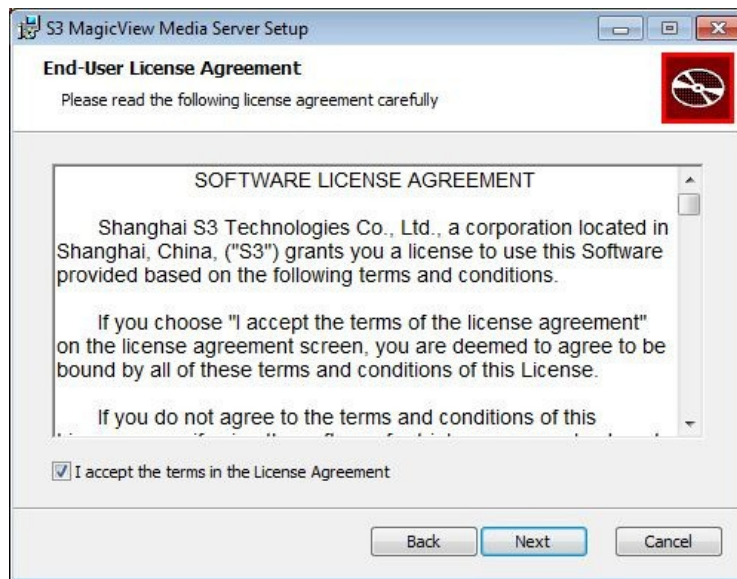 S3 MagicView Media Server Setup
End-User License Agreement
Please read the following license agreement carefully
SOFTWARE LICENSE AGREEMENT
Shanghai S3 Technologies Co., Ltd., a corporation located in
Shanghai, China, ("S3") grants you a license to use this Software
provided based on the following terms and conditions.
If you choose "I accept the terms of the license agreement"
on the license agreement screen, you are deemed to agree to be
bound by all of these terms and conditions of this License.
If you do not agree to the terms and conditions of this
I accept the terms in the License Agreement
Back
Next
Cancel